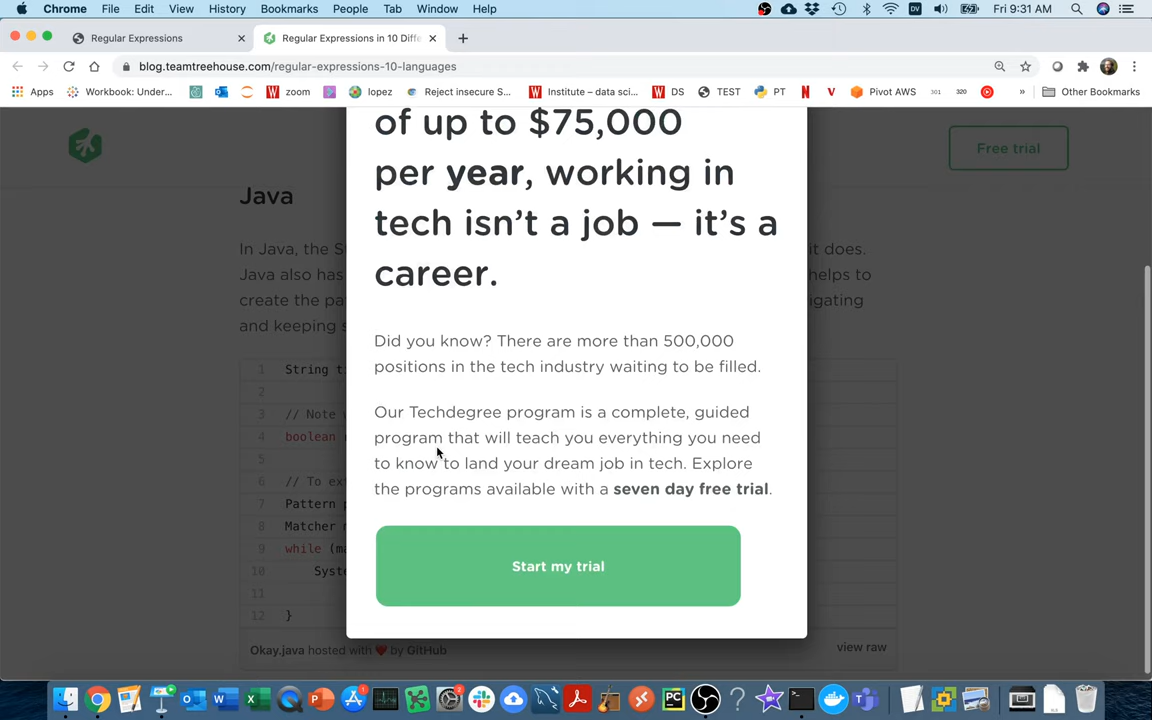 Chrome File Edit View History Bookmarks People Tab Window Help Fri 9:31 AM
Regular Expressions Regular Expressions in 10 Diffe
blog.teamtreehouse.com/regular-expressions-10-languages
Apps Workbook: Under... zoom lopez Reject insecure S... Institute – data sci... DS TEST PT Pivot AWS Other Bookmarks
of up to $75,000
per year, working in
tech isn't a job — it's a
career.
Free trial
Java
In Java, the S it does.
Java also has helps to
create the pa igating
and keeping s
Did you know? There are more than 500,000
positions in the tech industry waiting to be filled.
Our Techdegree program is a complete, guided
program that will teach you everything you need
to know to land your dream job in tech. Explore
the programs available with a seven day free trial.
Start my trial
1 String t
2
3 // Note w
4 boolean
5
6 // To ex
7 Pattern p
8 Matcher
9 while (ma
10 Syst
11
12 }
Okay.java hosted with ❤ by GitHub view raw